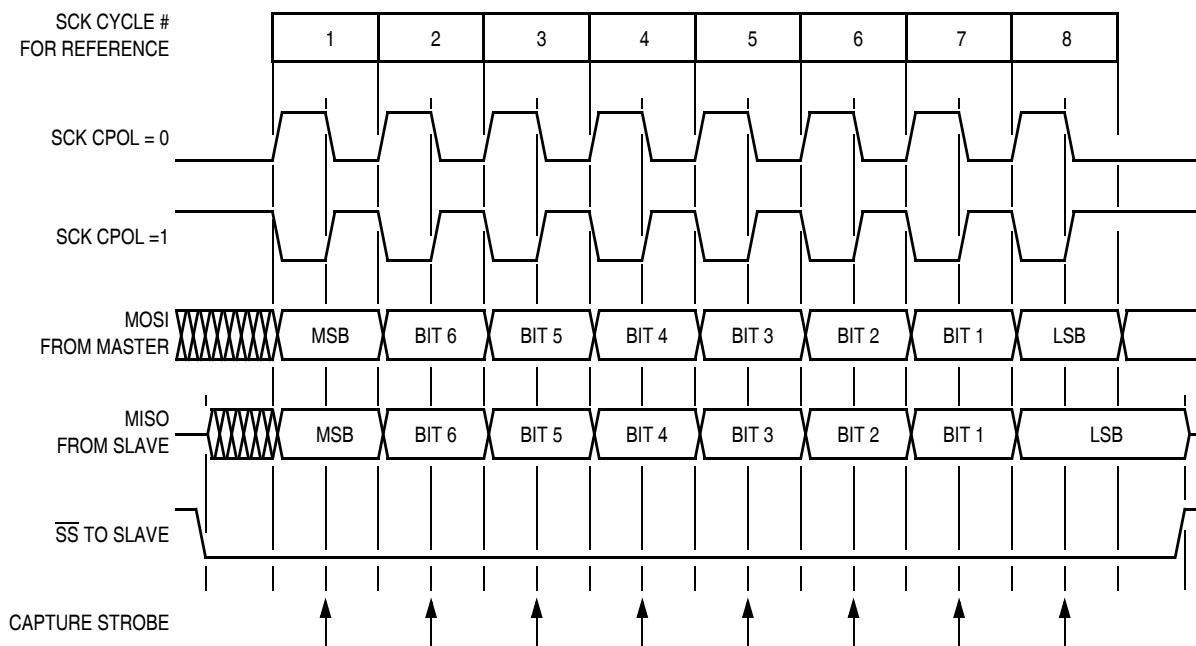 SCK CYCLE #
FOR REFERENCE
1 2 3 4 5 6 7 8
SCK CPOL = 0
SCK CPOL =1
MOSI
FROM MASTER
MSB BIT 6 BIT 5 BIT 4 BIT 3 BIT 2 BIT 1 LSB
MISO
FROM SLAVE
MSB BIT 6 BIT 5 BIT 4 BIT 3 BIT 2 BIT 1 LSB
S̅S̅ TO SLAVE
CAPTURE STROBE